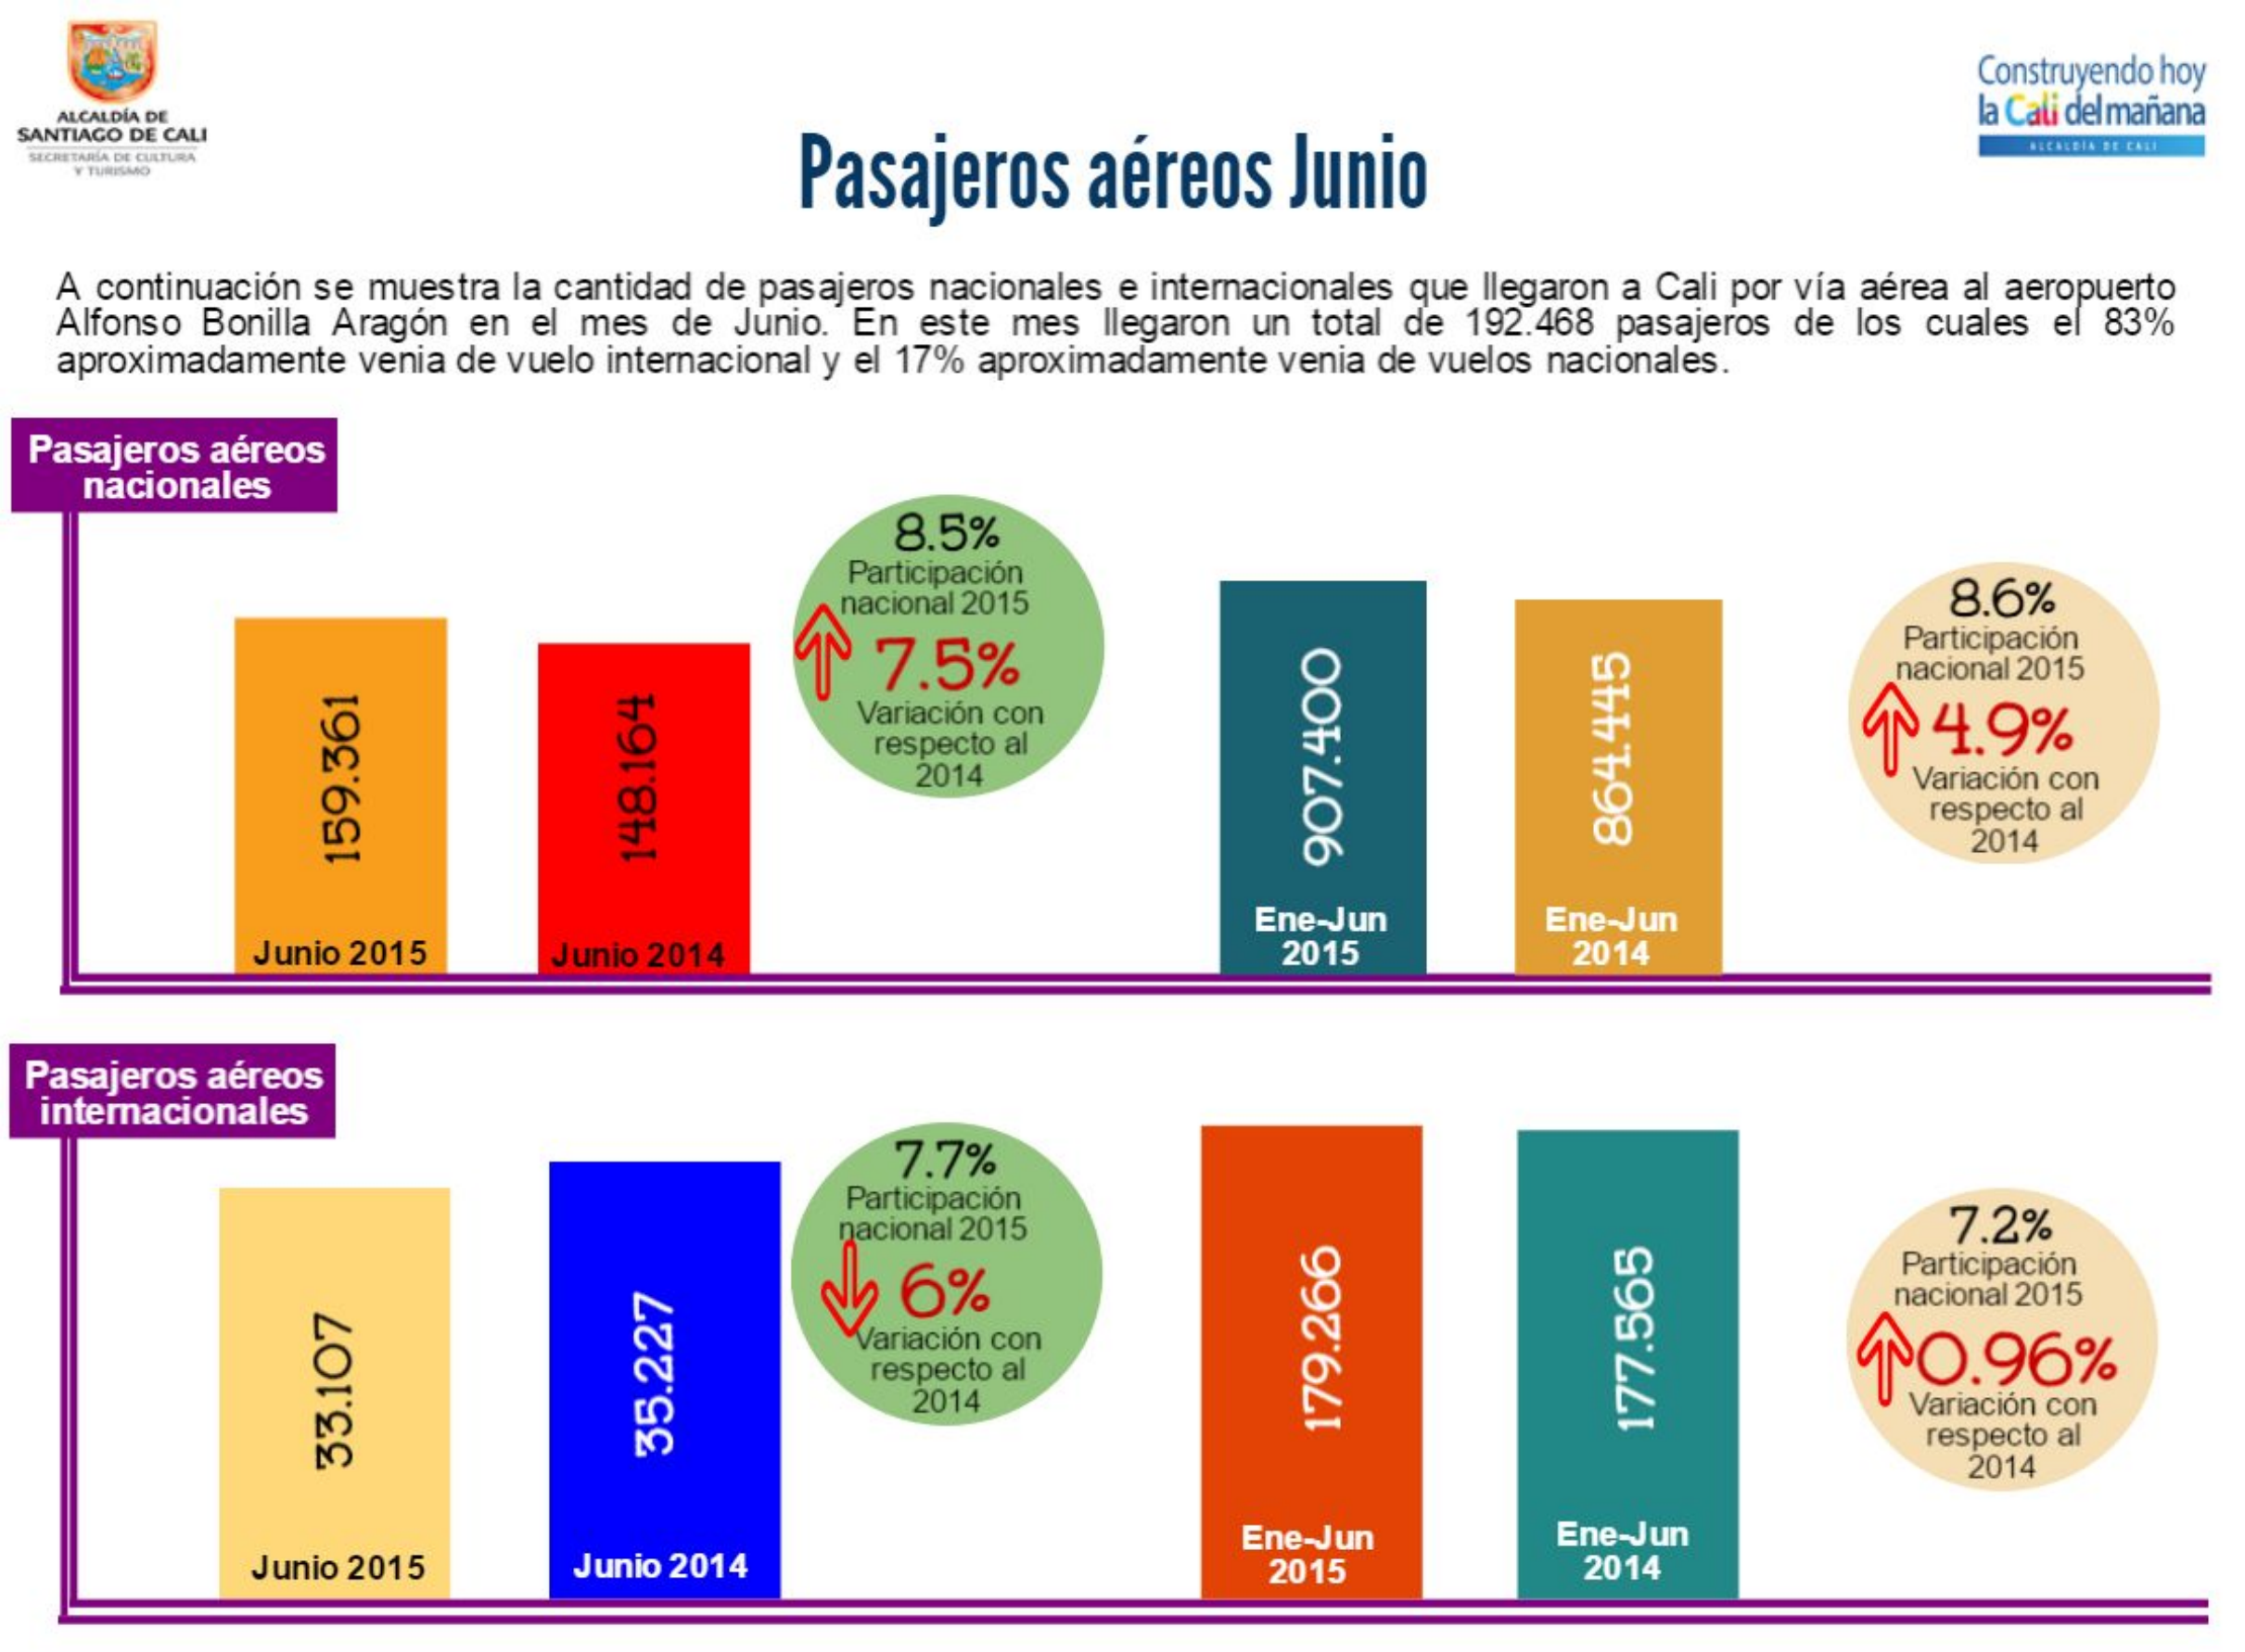 ALCALDÍA DE
SANTIAGO DE CALI
SECRETARÍA DE CULTURA
Y TURISMO
Construyendo hoy
la Cali del mañana
ALCALDÍA DE CALI
Pasajeros aéreos Junio
A continuación se muestra la cantidad de pasajeros nacionales e internacionales que llegaron a Cali por vía aérea al aeropuerto
Alfonso Bonilla Aragón en el mes de Junio. En este mes llegaron un total de 192.468 pasajeros de los cuales el 83%
aproximadamente venia de vuelo internacional y el 17% aproximadamente venia de vuelos nacionales.
Pasajeros aéreos
nacionales
159.361
Junio 2015
148.164
Junio 2014
8.5%
Participación
nacional 2015
7.5%
Variación con
respecto al
2014
907.400
Ene-Jun
2015
864.445
Ene-Jun
2014
8.6%
Participación
nacional 2015
4.9%
Variación con
respecto al
2014
Pasajeros aéreos
internacionales
33.107
Junio 2015
35.227
Junio 2014
7.7%
Participación
nacional 2015
6%
Variación con
respecto al
2014
179.266
Ene-Jun
2015
177.565
Ene-Jun
2014
7.2%
Participación
nacional 2015
0.96%
Variación con
respecto al
2014